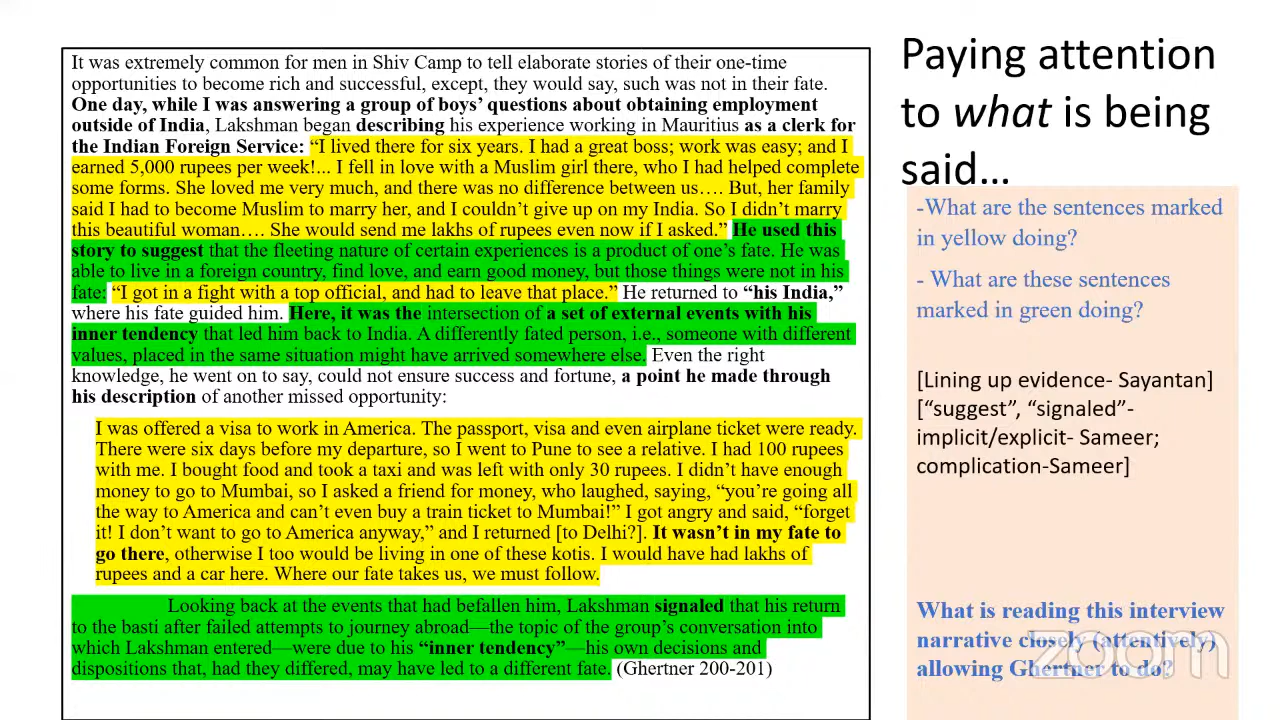 It was extremely common for men in Shiv Camp to tell elaborate stories of their one-time
opportunities to become rich and successful, except, they would say, such was not in their fate.
One day, while I was answering a group of boys’ questions about obtaining employment
outside of India, Lakshman began describing his experience working in Mauritius as a clerk for
the Indian Foreign Service: “I lived there for six years. I had a great boss; work was easy; and I
earned 5,000 rupees per week!... I fell in love with a Muslim girl there, who I had helped complete
some forms. She loved me very much, and there was no difference between us…. But, her family
said I had to become Muslim to marry her, and I couldn’t give up on my India. So I didn’t marry
this beautiful woman…. She would send me lakhs of rupees even now if I asked.” He used this
story to suggest that the fleeting nature of certain experiences is a product of one’s fate. He was
able to live in a foreign country, find love, and earn good money, but those things were not in his
fate: “I got in a fight with a top official, and had to leave that place.” He returned to “his India,”
where his fate guided him. Here, it was the intersection of a set of external events with his
inner tendency that led him back to India. A differently fated person, i.e., someone with different
values, placed in the same situation might have arrived somewhere else. Even the right
knowledge, he went on to say, could not ensure success and fortune, a point he made through
his description of another missed opportunity:
I was offered a visa to work in America. The passport, visa and even airplane ticket were ready.
There were six days before my departure, so I went to Pune to see a relative. I had 100 rupees
with me. I bought food and took a taxi and was left with only 30 rupees. I didn’t have enough
money to go to Mumbai, so I asked a friend for money, who laughed, saying, “you’re going all
the way to America and can’t even buy a train ticket to Mumbai!” I got angry and said, “forget
it! I don’t want to go to America anyway,” and I returned [to Delhi?]. It wasn’t in my fate to
go there, otherwise I too would be living in one of these kotis. I would have had lakhs of
rupees and a car here. Where our fate takes us, we must follow.
Looking back at the events that had befallen him, Lakshman signaled that his return
to the basti after failed attempts to journey abroad—the topic of the group’s conversation into
which Lakshman entered—were due to his “inner tendency”—his own decisions and
dispositions that, had they differed, may have led to a different fate. (Ghertner 200-201)
Paying attention
to what is being
said…
-What are the sentences marked
in yellow doing?
- What are these sentences
marked in green doing?
[Lining up evidence- Sayantan]
[“suggest”, “signaled”-
implicit/explicit- Sameer;
complication-Sameer]
What is reading this interview
narrative closely (attentively)
allowing Ghertner to do?
zoom